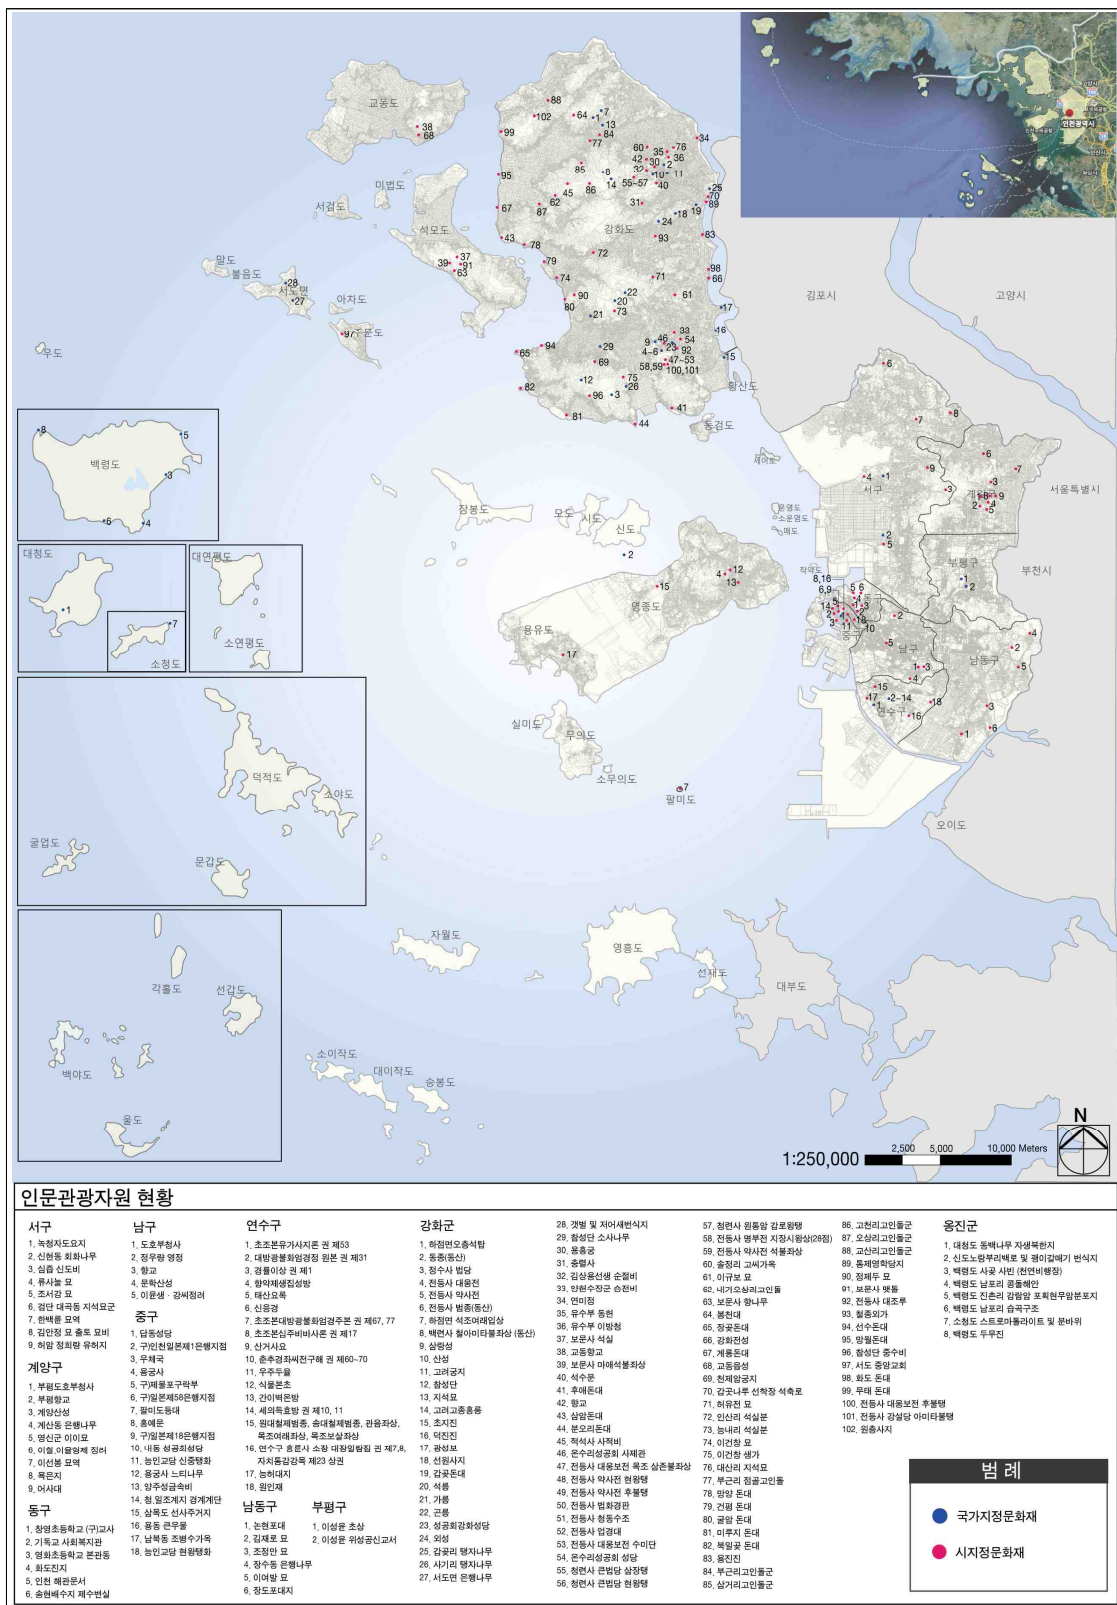 교동도
미법도
서검도
석모도
말도
볼음도
서도면
아차도
주문도
우도
강화도
김포시
고양시
황산도
동검도
세어도
백령도
대청도
소청도
대연평도
소연평도
장봉도
모도
시도
신도
운염도
소운염도
매도
작약도
영종도
용유도
실미도
무의도
소무의도
팔미도
서구
계양구
서울특별시
부평구
부천시
동구
중구
남구
남동구
연수구
오이도
덕적도
소야도
굴업도
문갑도
각흘도
선갑도
백야도
울도
자월도
영흥도
선재도
대부도
소이작도
대이작도
승봉도
인천광역시
N
1:250,000
2,500 5,000 10,000 Meters
인문관광자원 현황
서구
1. 녹청자도요지
2. 신현동 회화나무
3. 심즙 신도비
4. 류사눌 묘
5. 조서강 묘
6. 검단 대곡동 지석묘군
7. 한백륜 묘역
8. 김안정 묘 출토 묘비
9. 허암 정희량 유허지
계양구
1. 부평도호부청사
2. 부평향교
3. 계양산성
4. 계산동 은행나무
5. 영신군 이이묘
7. 이선봉 묘역
8. 욕은지
9. 어사대
동구
1. 창영초등학교 (구)교사
2. 기독교 사회복지관
3. 영화초등학교 본관동
4. 화도진지
5. 인천 해관문서
6. 송현배수지 제수변실
남구
1. 도호부청사
2. 정우량 영정
3. 향교
4. 문학산성
5. 이윤생 · 강씨정려
중구
1. 답동성당
2. 구)인천일본제1은행지점
3. 우체국
4. 용궁사
5. 구)제물포구락부
6. 구)일본제58은행지점
7. 팔미도등대
8. 홍예문
9. 구)일본제18은행지점
10. 내동 성공회성당
11. 능인교당 신중탱화
12. 용궁사 느티나무
13. 양주성금속비
14. 청,일조계지 경계계단
15. 삼목도 선사주거지
16. 용동 큰우물
17. 남북동 조병수가옥
18. 능인교당 현왕탱화
연수구
1. 초조본유가사지론 권 제53
2. 대방광불화엄경정 원본 권 제31
3. 경률이상 권 제1
4. 향약제생집성방
5. 태산요록
6. 신응경
7. 초조본대방광불화엄경주본 권 제67, 77
8. 초조본십주비바사론 권 제17
9. 산거사요
10. 춘추경좌씨전구해 권 제60~70
11. 우주두율
12. 식물본초
13. 간이벽온방
14. 세의득효방 권 제10, 11
15. 원대철제범종, 송대철제범종, 관음좌상,
목조여래좌상, 목조보살좌상
16. 연수구 흥륜사 소장 대장일람집 권 제7,8,
자치통감강목 제23 상권
17. 능허대지
18. 원인재
남동구
1. 논현포대
2. 김재로 묘
3. 조정만 묘
4. 장수동 은행나무
5. 이여발 묘
6. 장도포대지
부평구
1. 이성윤 초상
2. 이성윤 위성공신교서
강화군
1. 하점면오층석탑
2. 동종(동산)
3. 정수사 법당
4. 전등사 대웅전
5. 전등사 약사전
6. 전등사 범종(동산)
7. 하점면 석조여래입상
8. 백련사 철아미타불좌상 (동산)
9. 삼랑성
10. 산성
11. 고려궁지
12. 참성단
13. 지석묘
14. 고려고종홍릉
15. 초지진
16. 덕진진
17. 광성보
18. 선원사지
19. 갑곶돈대
20. 석릉
21. 가릉
22. 곤릉
23. 성공회강화성당
24. 외성
25. 갑곶리 탱자나무
26. 사기리 탱자나무
27. 서도면 은행나무
28. 갯벌 및 저어새번식지
29. 참성단 소사나무
30. 용흥궁
31. 충렬사
32. 김상용선생 순절비
33. 양헌수장군 승전비
34. 연미정
35. 유수부 동헌
36. 유수부 이방청
37. 보문사 석실
38. 교동향교
39. 보문사 마애석불좌상
40. 석수문
41. 후애돈대
42. 향교
43. 삼암돈대
44. 분오리돈대
45. 적석사 사적비
46. 온수리성공회 사제관
47. 전등사 대웅보전 목조 삼존불좌상
48. 전등사 약사전 현왕탱
49. 전등사 약사전 후불탱
50. 전등사 법화경판
51. 전등사 청동수조
52. 전등사 업경대
53. 전등사 대웅보전 수미단
54. 온수리성공회 성당
55. 청련사 큰법당 삼장탱
56. 청련사 큰법당 현왕탱
57. 청련사 원통암 감로왕탱
58. 전등사 명부전 지장시왕상(28점)
59. 전등사 약사전 석불좌상
60. 솔정리 고씨가옥
61. 이규보 묘
62. 내가오상리고인돌
63. 보문사 향나무
64. 봉천대
65. 장곶돈대
66. 강화전성
67. 계룡돈대
68. 교동읍성
69. 천제암궁지
70. 갑곳나루 선착장 석축로
71. 허유전 묘
72. 인산리 석실분
73. 능내리 석실분
74. 이건창 묘
75. 이건창 생가
76. 대산리 지석묘
77. 부근리 점골고인돌
78. 망양 돈대
79. 건평 돈대
80. 굴암 돈대
81. 미루지 돈대
82. 북일곶 돈대
83. 용진진
84. 부근리고인돌군
85. 삼거리고인돌군
86. 고천리고인돌군
87. 오상리고인돌군
88. 교산리고인돌군
89. 통제영학당지
90. 정제두 묘
91. 보문사 맷돌
92. 전등사 대조루
93. 철종외가
94. 선수돈대
95. 망월돈대
96. 참성단 중수비
97. 서도 중앙교회
98. 화도 돈대
99. 무태 돈대
100. 전등사 대웅보전 후불탱
101. 전등사 강설당 아미타불탱
102. 원층사지
옹진군
1. 대청도 동백나무 자생북한지
2. 신도노랑부리백로 및 괭이갈매기 번식지
3. 백령도 사곶 사빈 (천연비행장)
4. 백령도 남포리 콩돌해안
5. 백령도 진촌리 감람암 포획현무암분포지
6. 백령도 남포리 습곡구조
7. 소청도 스트로마톨라이트 및 분바위
8. 백령도 두무진
범 례
국가지정문화재
시지정문화재